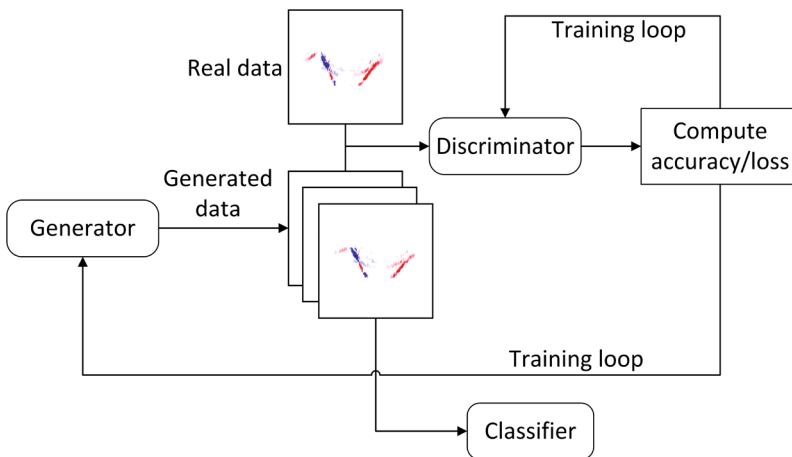 Training loop
Real data
Compute
accuracy/loss
Discriminator
Generated
data
Generator
Training loop
Classifier